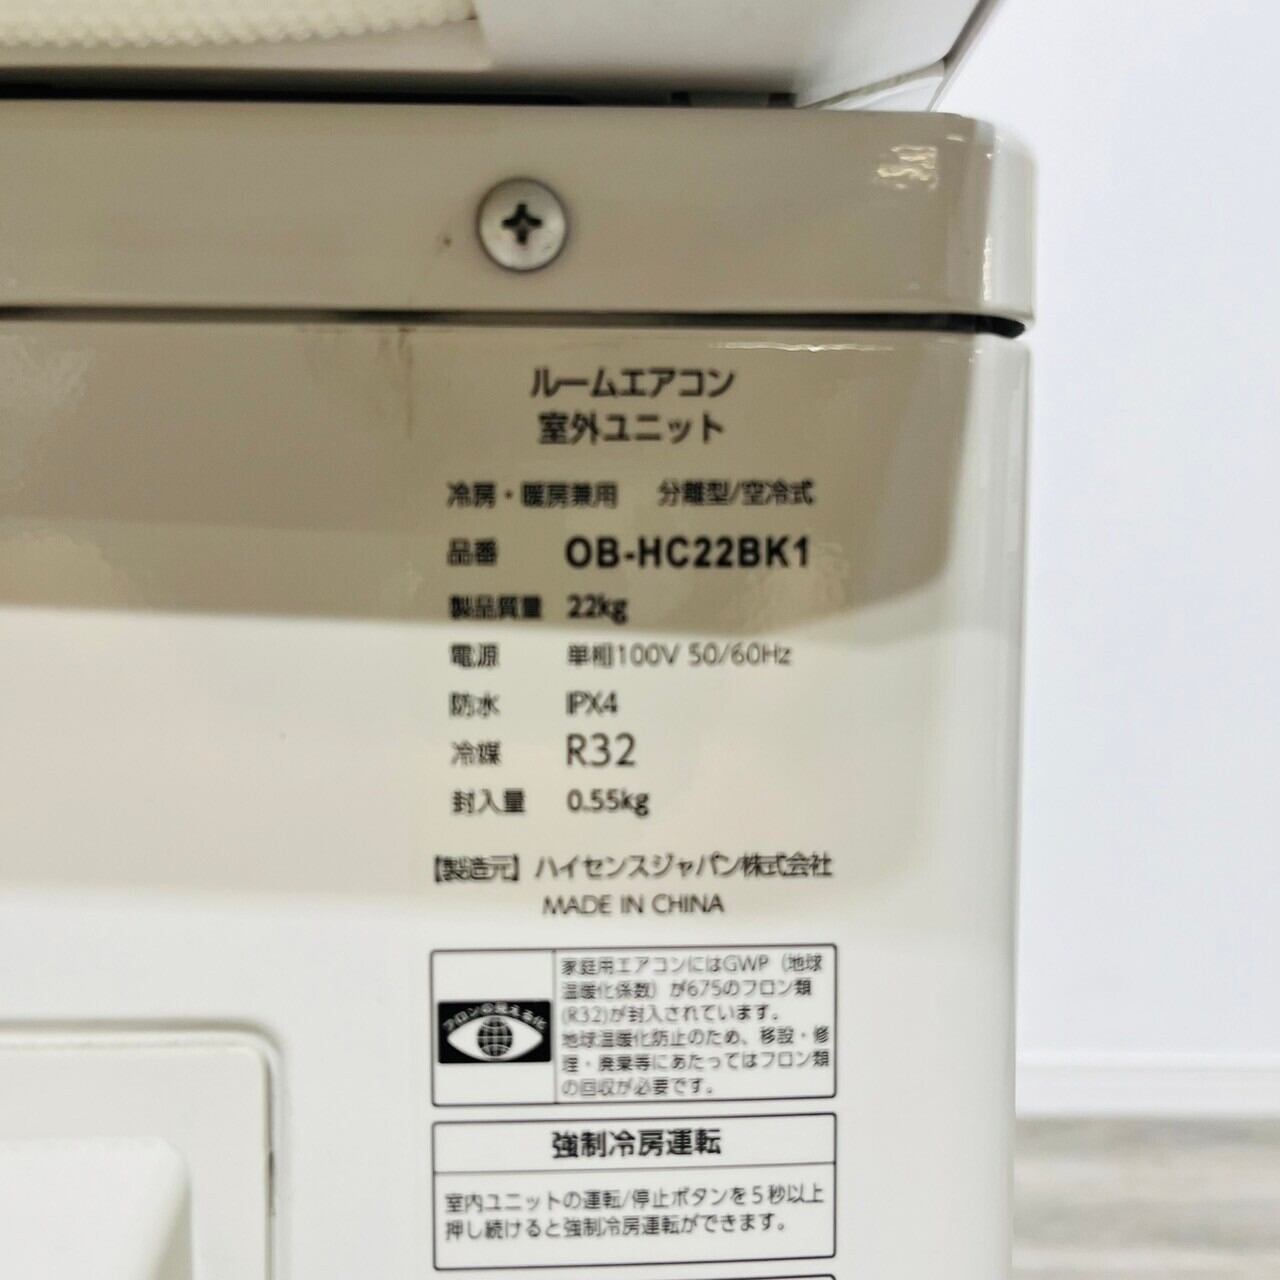 ルームエアコン
室外ユニット
冷房・暖房兼用 分離型/空冷式
品番 OB-HC22BK1
製品質量 22kg
電源 単相100V 50/60Hz
防水 IPX4
冷媒 R32
封入量 0.55kg
【製造元】ハイセンスジャパン株式会社
MADE IN CHINA
フロンの見える化
家庭用エアコンにはGWP（地球
温暖化係数）が675のフロン類
(R32)が封入されています。
地球温暖化防止のため、移設・修
理・廃棄等にあたってはフロン類
の回収が必要です。
強制冷房運転
室内ユニットの運転/停止ボタンを５秒以上
押し続けると強制冷房運転ができます。